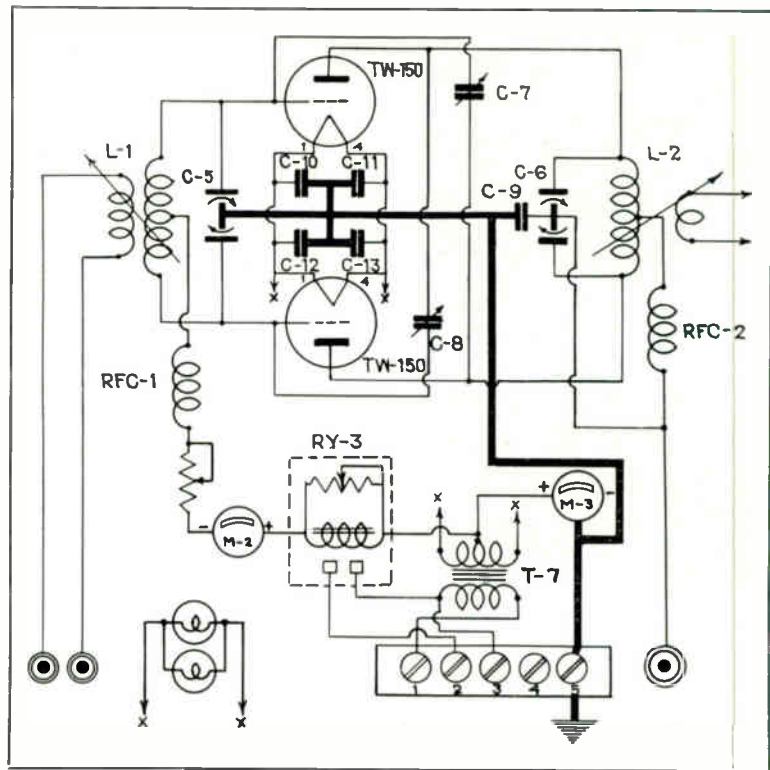 TW-150
C-7
L-1
C-5
1
4
C-10
C-11
C-6
L-2
C-9
C-12
C-13
1
4
X
X
C-8
RFC-2
TW-150
RFC-1
RY-3
X
X
+
M-3
-
-
M-2
+
T-7
X
X
1
2
3
4
5